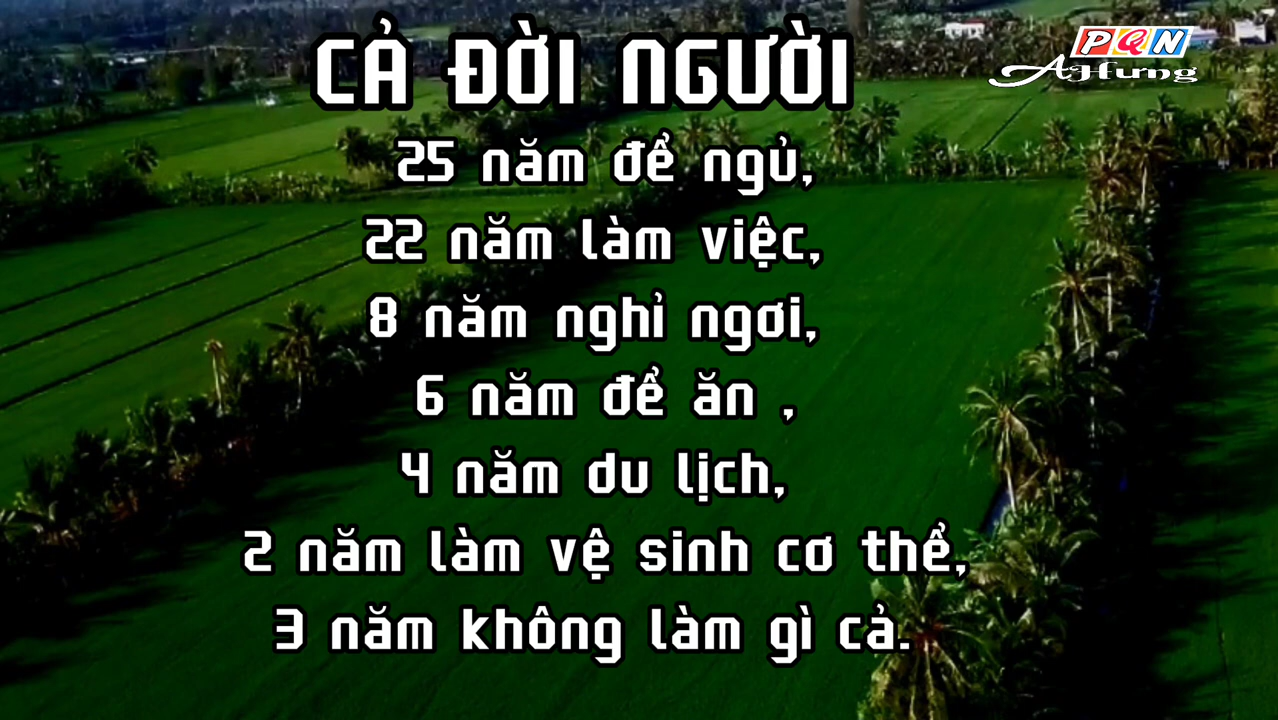 PQN
AHưng
CẢ ĐỜI NGƯỜI
25 năm để ngủ,
22 năm làm việc,
8 năm nghỉ ngơi,
6 năm để ăn ,
4 năm du lịch,
2 năm làm vệ sinh cơ thể,
3 năm không làm gì cả.